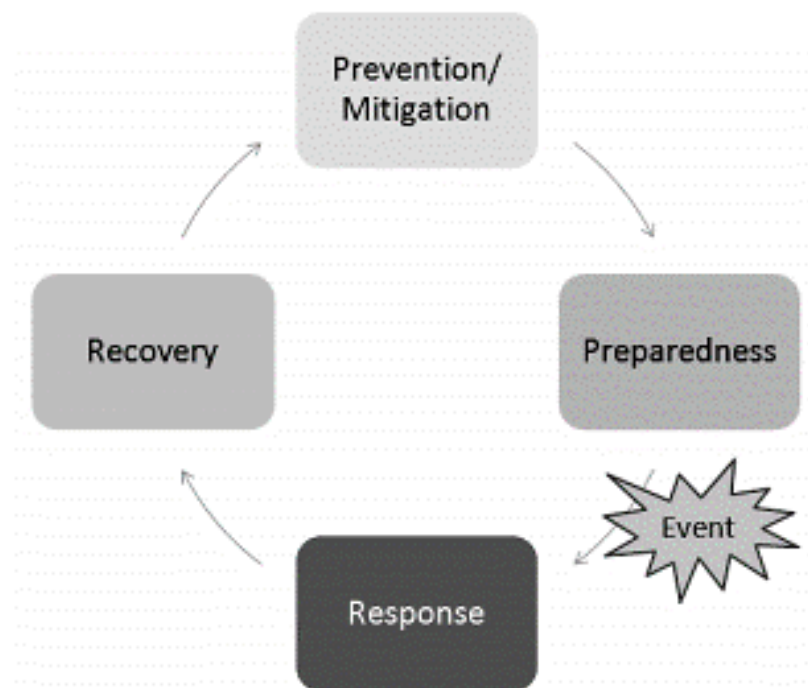 Prevention/
Mitigation
Recovery
Preparedness
Event
Response